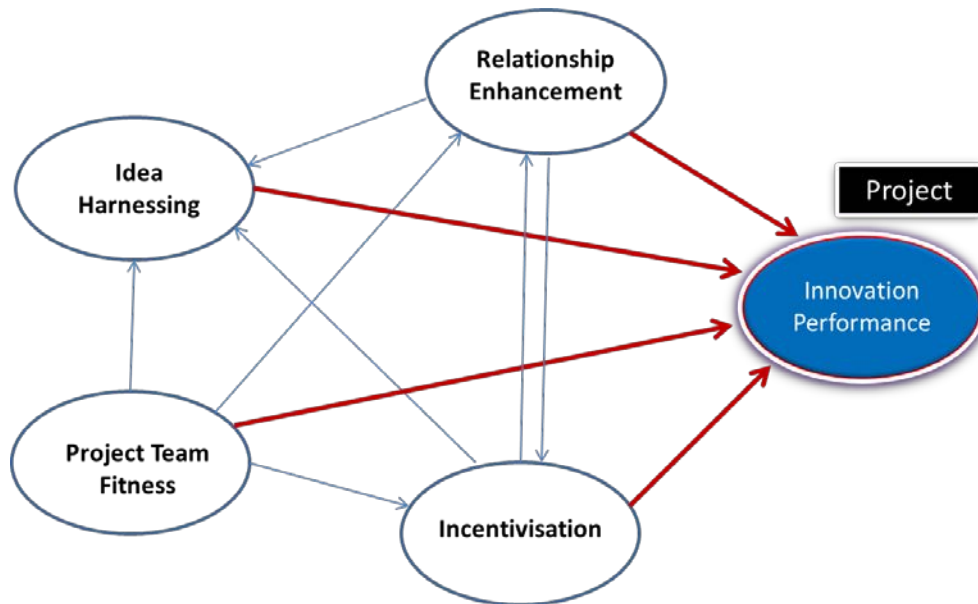 Relationship
Enhancement
Idea
Harnessing
Project
Innovation
Performance
Project Team
Fitness
Incentivisation